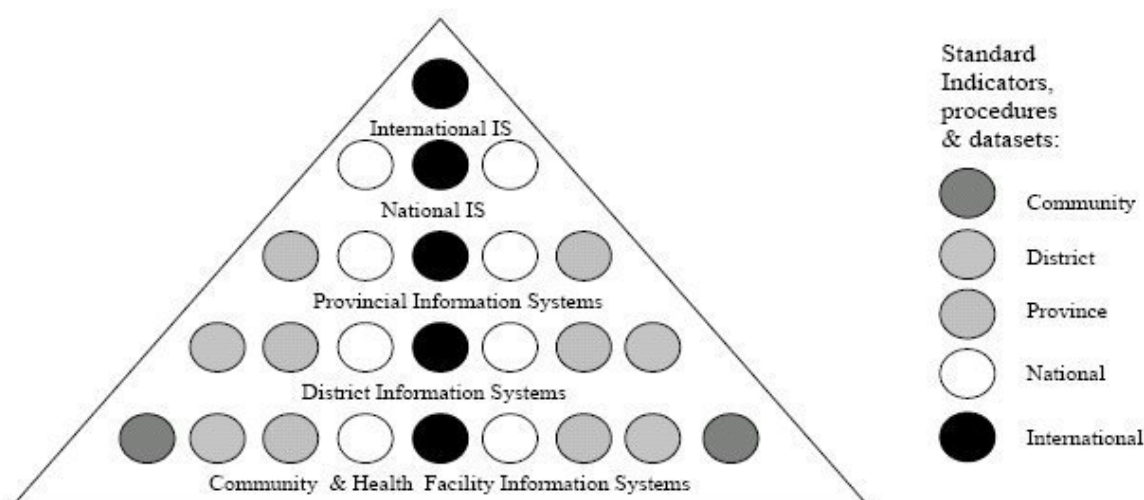 International IS
National IS
Provincial Information Systems
District Information Systems
Community & Health Facility Information Systems
Standard
Indicators,
procedures
& datasets:
Community
District
Province
National
International